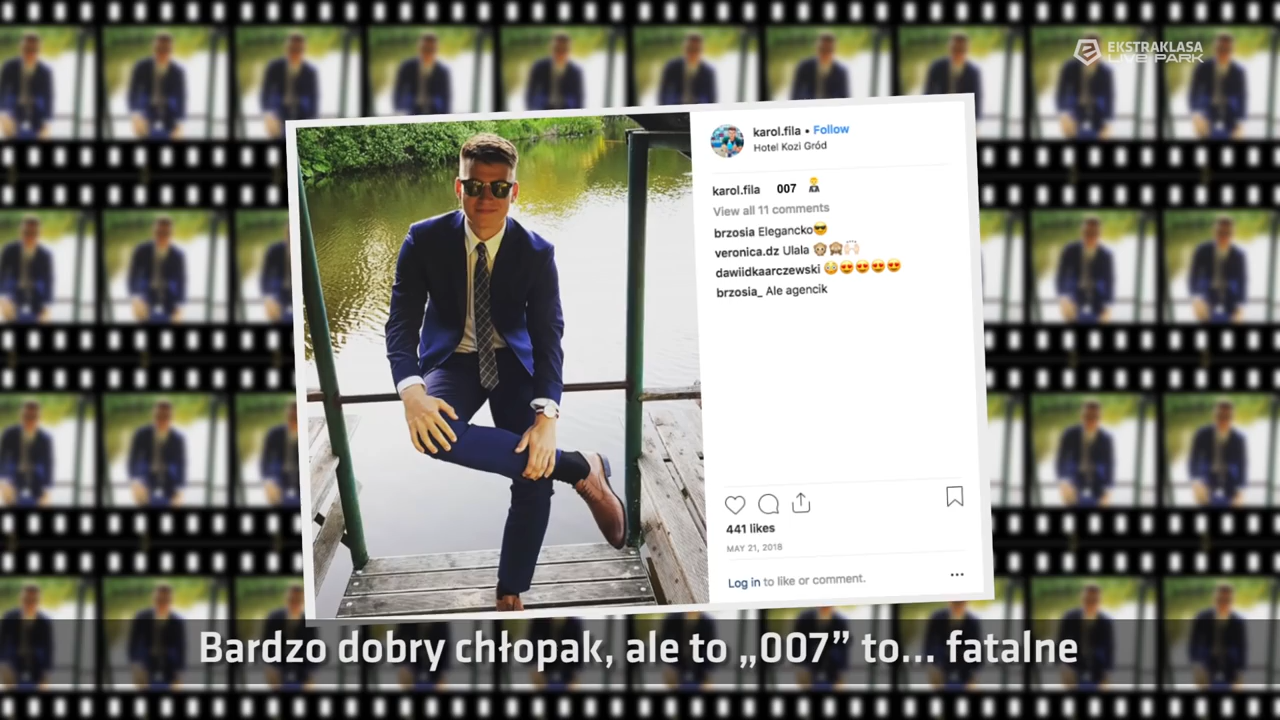 EKSTRAKLASA
LIVE PARK
karol.fila • Follow
Hotel Kozi Gród
karol.fila 007 🤵
View all 11 comments
brzosia Elegancko😎
veronica.dz Ulala 🐵🙈🙌🏻
dawiidkaarczewski 😳😍😍😍😍
brzosia_ Ale agencik
441 likes
MAY 21, 2018
Log in to like or comment.
Bardzo dobry chłopak, ale to „007” to... fatalne